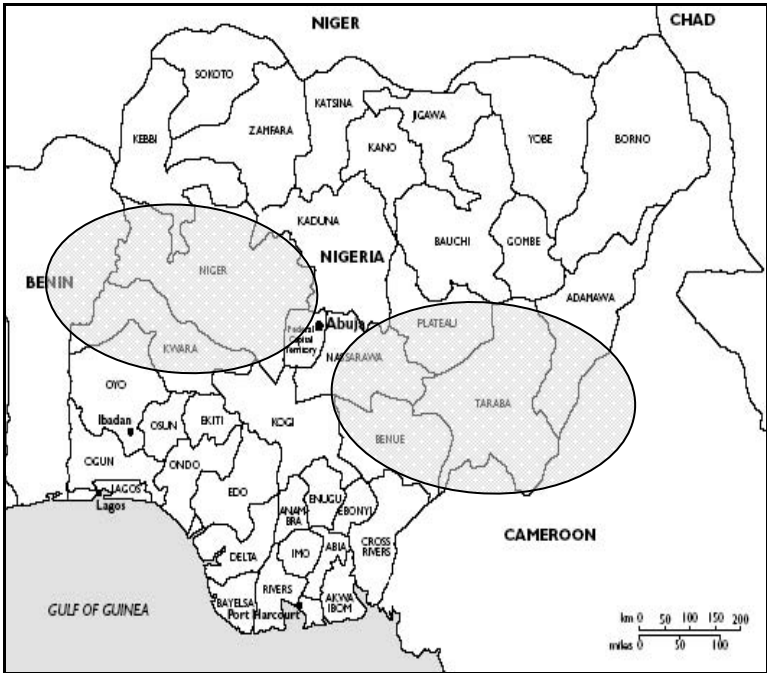 NIGER
CHAD
SOKOTO
KATSINA
JIGAWA
ZAMFARA
KEBBI
KANO
YOBE
BORNO
KADUNA
NIGERIA
BAUCHI
GOMBE
NIGER
BENIN
ADAMAWA
Abuja
PLATEAU
Federal
Capital
Territory
KWARA
NASSARAWA
OYO
TARABA
Ibadan
OSUN
EKITI
KOGI
BENUE
OGUN
ONDO
LAGOS
Lagos
EDO
ENUGU
ANAM-
BRA
EBONYI
CROSS
RIVERS
CAMEROON
DELTA
IMO
ABIA
RIVERS
BAYELSA
AKWA
IBOM
Port Harcourt
GULF OF GUINEA
km 0 50 100 150 200
miles 0 50 100